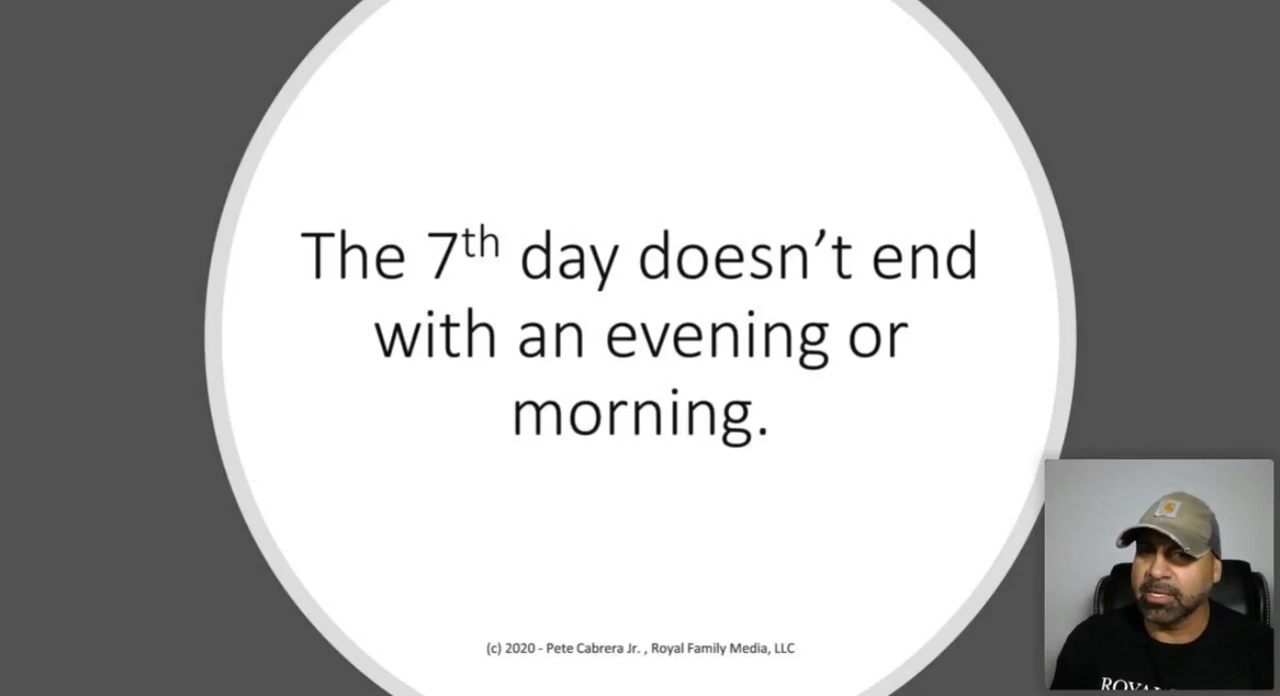 The 7th day doesn't end
with an evening or
morning.
(c) 2020 - Pete Cabrera Jr. , Royal Family Media, LLC